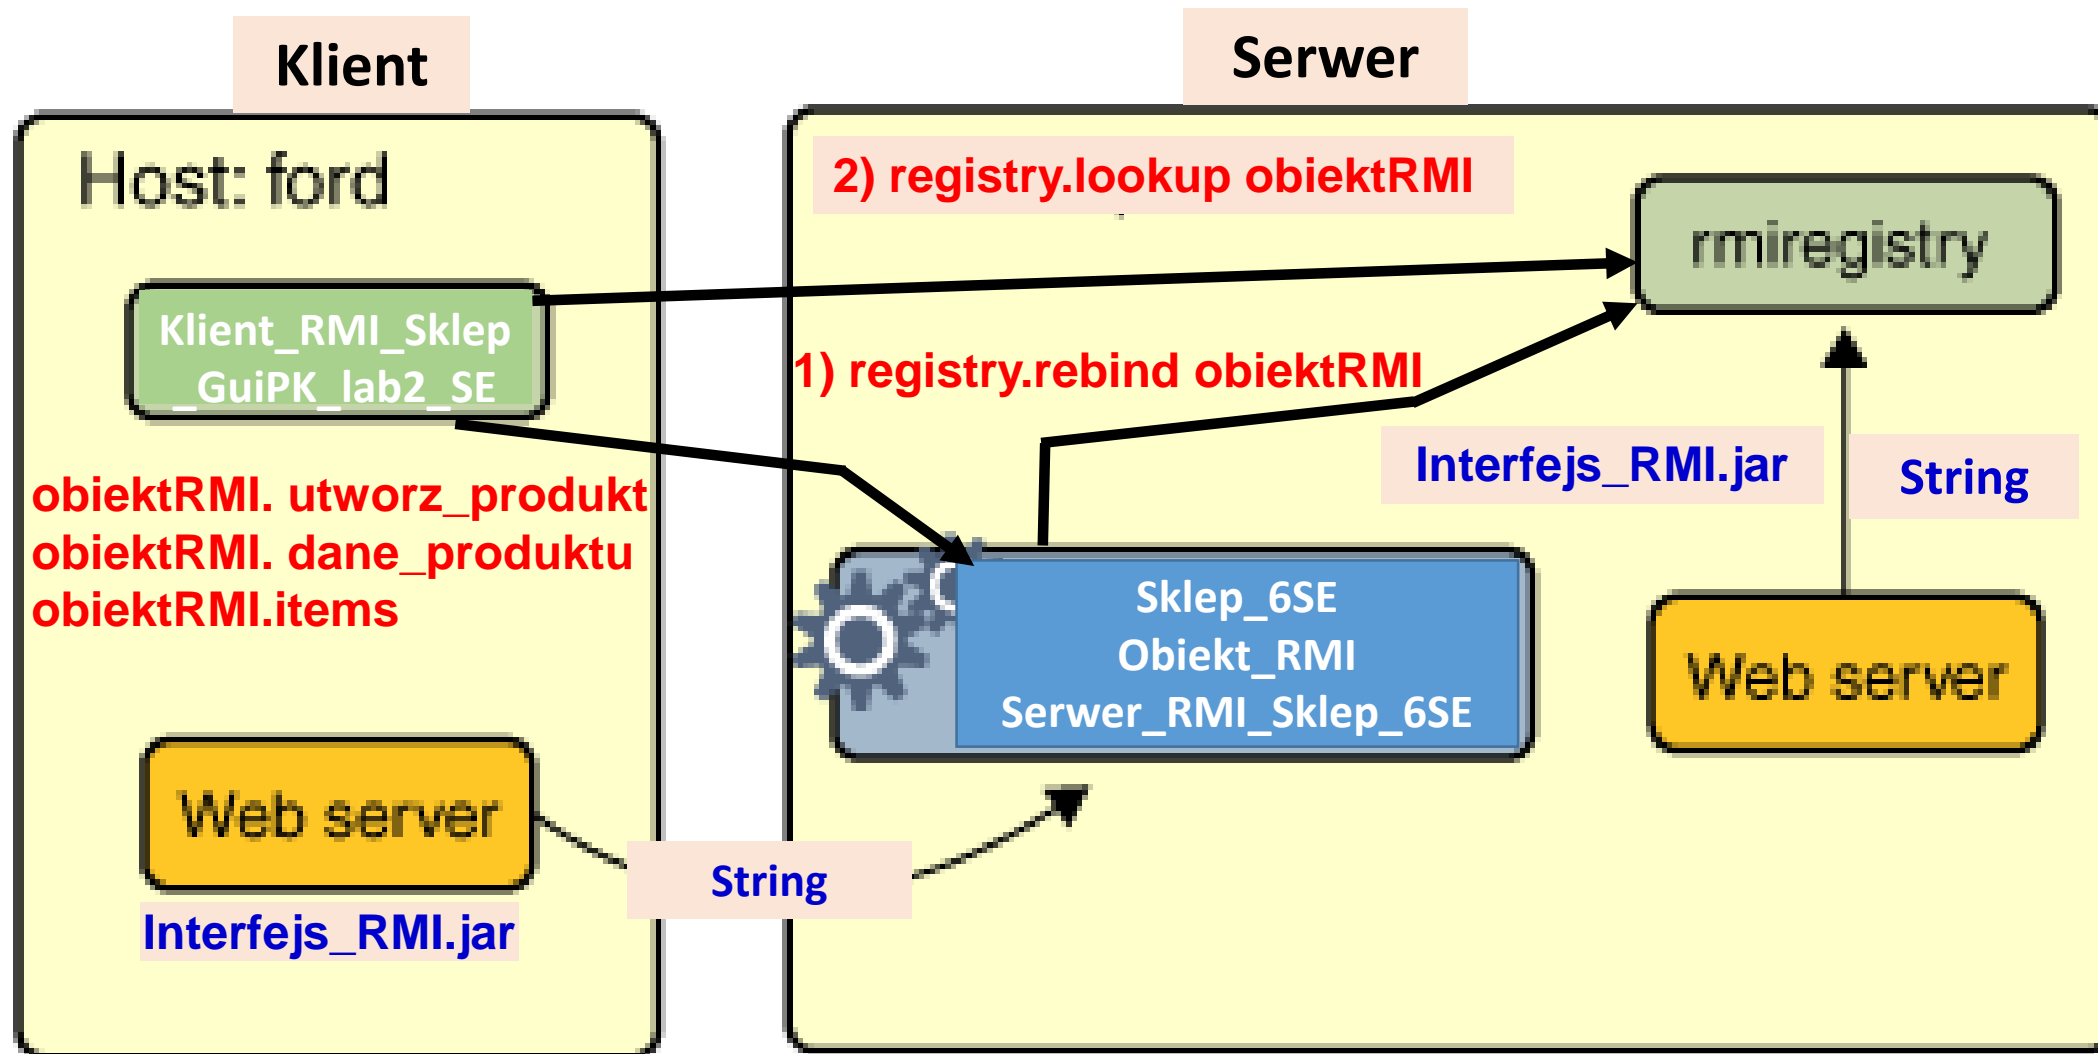 Klient
Serwer
Host: ford
2) registry.lookup obiektRMI
rmiregistry
Klient_RMI_Sklep
_GuiPK_lab2_SE
1) registry.rebind obiektRMI
Interfejs_RMI.jar
String
obiektRMI. utworz_produkt
obiektRMI. dane_produktu
obiektRMI.items
Sklep_6SE
Obiekt_RMI
Serwer_RMI_Sklep_6SE
Web server
Web server
String
Interfejs_RMI.jar